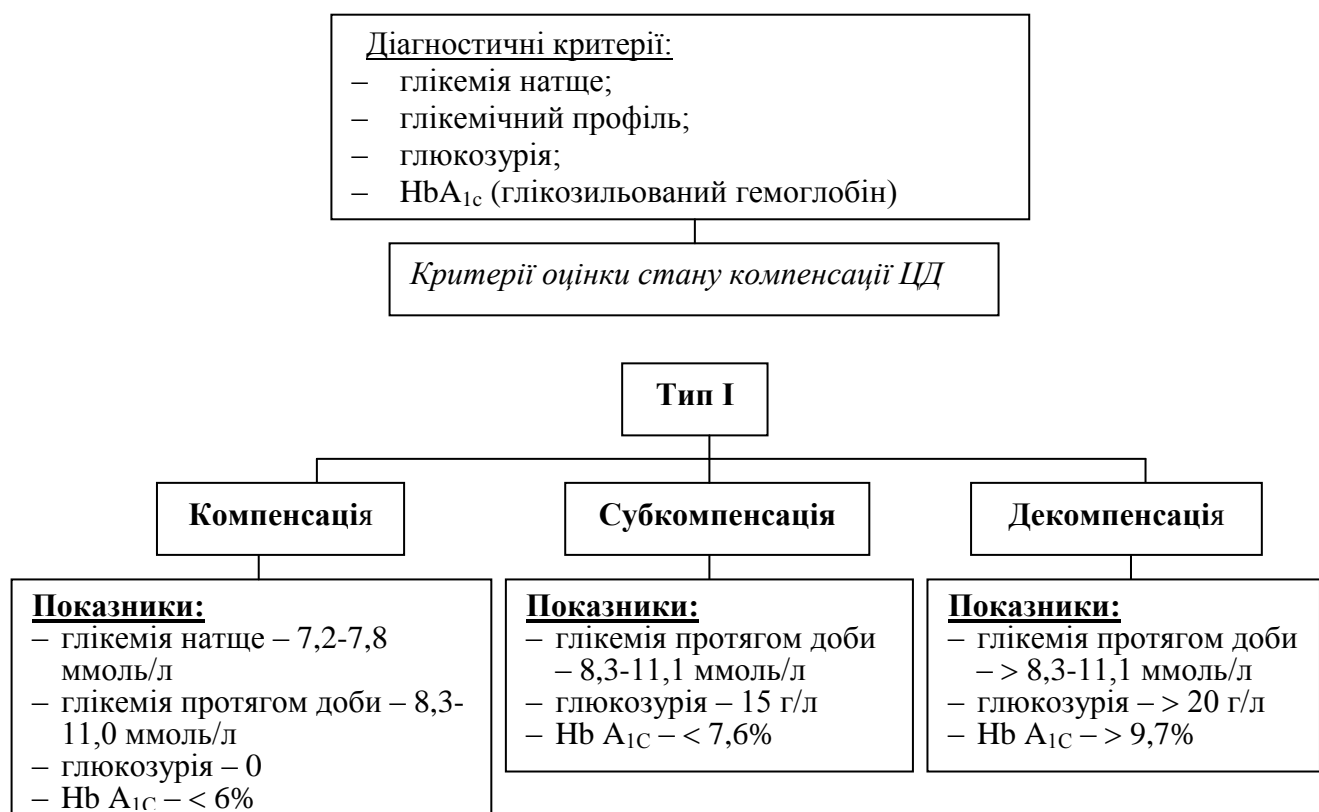 Діагностичні критерії:
– глікемія натще;
– глікемічний профіль;
– глюкозурія;
– HbA1c (глікозильований гемоглобін)
Критерії оцінки стану компенсації ЦД
Тип I
Компенсація
Субкомпенсація
Декомпенсація
Показники:
– глікемія натще – 7,2-7,8
ммоль/л
– глікемія протягом доби – 8,3-
11,0 ммоль/л
– глюкозурія – 0
– Hb A1C – < 6%
Показники:
– глікемія протягом доби
– 8,3-11,1 ммоль/л
– глюкозурія – 15 г/л
– Hb A1C – < 7,6%
Показники:
– глікемія протягом доби
– > 8,3-11,1 ммоль/л
– глюкозурія – > 20 г/л
– Hb A1C – > 9,7%